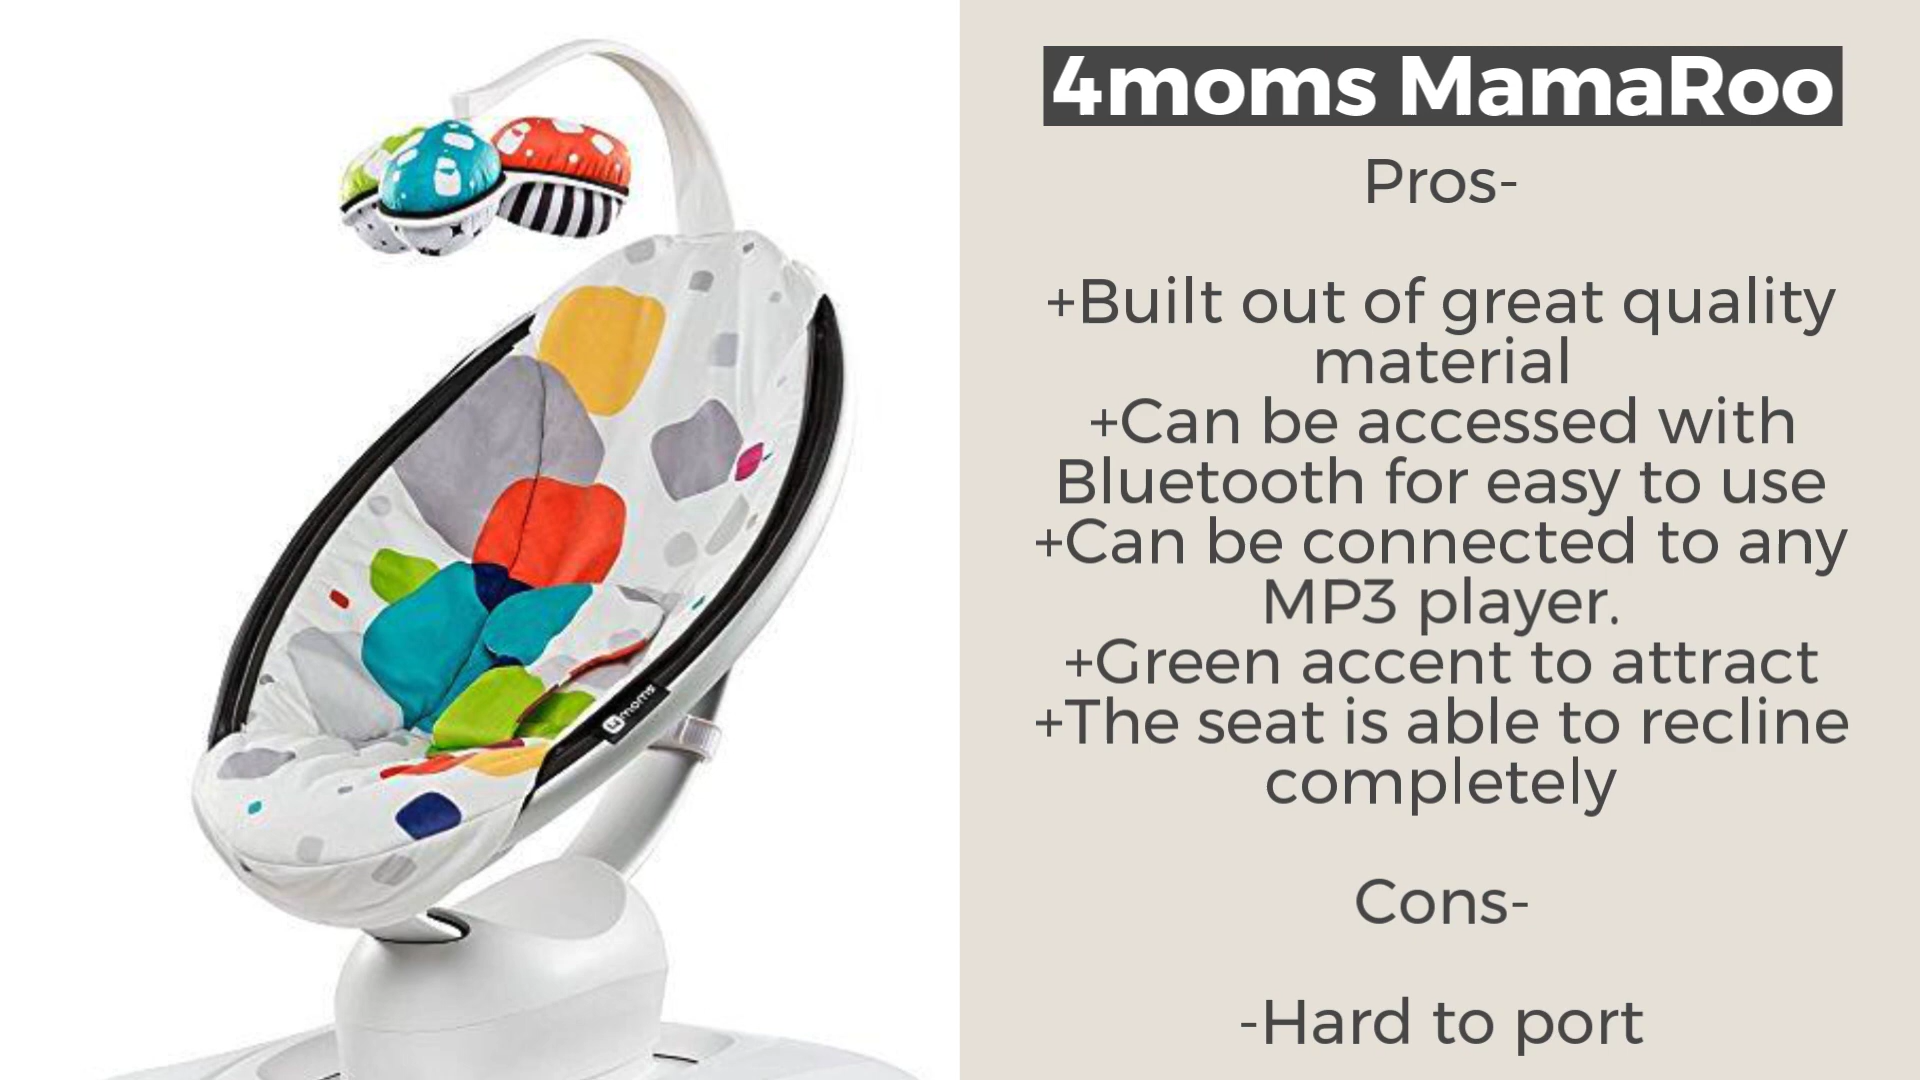 4moms MamaRoo
Pros-
+Built out of great quality
material
+Can be accessed with
Bluetooth for easy to use
+Can be connected to any
MP3 player.
+Green accent to attract
+The seat is able to recline
completely
Cons-
-Hard to port
4moms